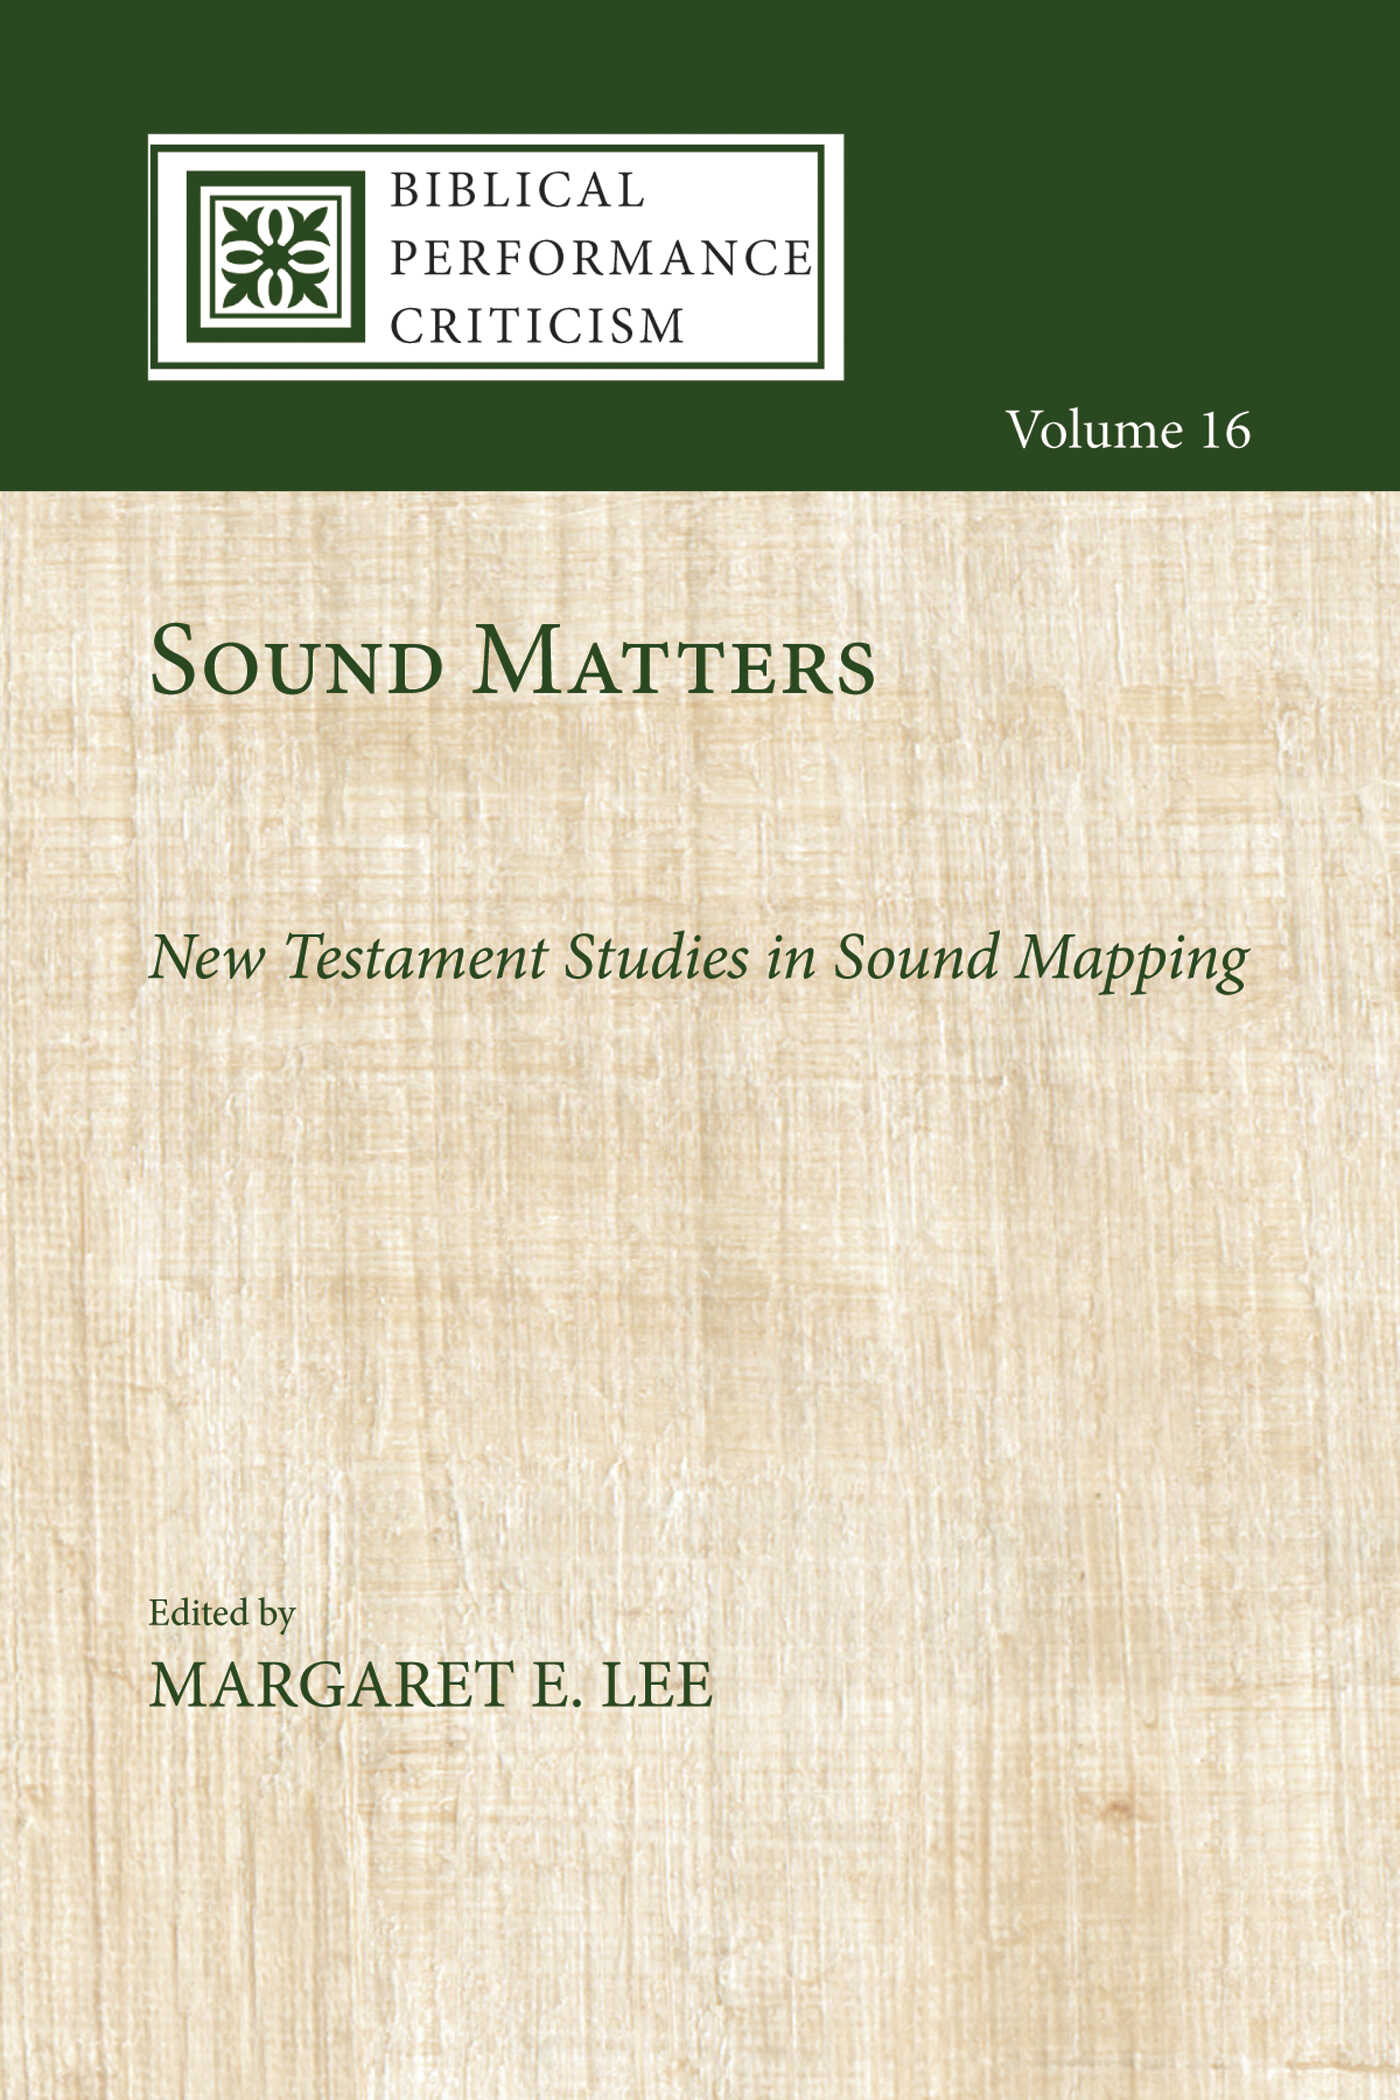 BIBLICAL
PERFORMANCE
CRITICISM
Volume 16
SOUND MATTERS
New Testament Studies in Sound Mapping
Edited by
MARGARET E. LEE